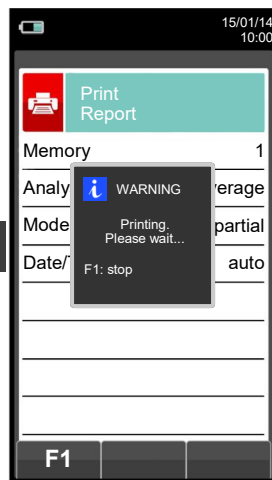 15/01/14
10:00
Print
Report
Memory 1
Analy verage
Mode partial
Date/ auto
i WARNING
Printing.
Please wait...
F1: stop
F1